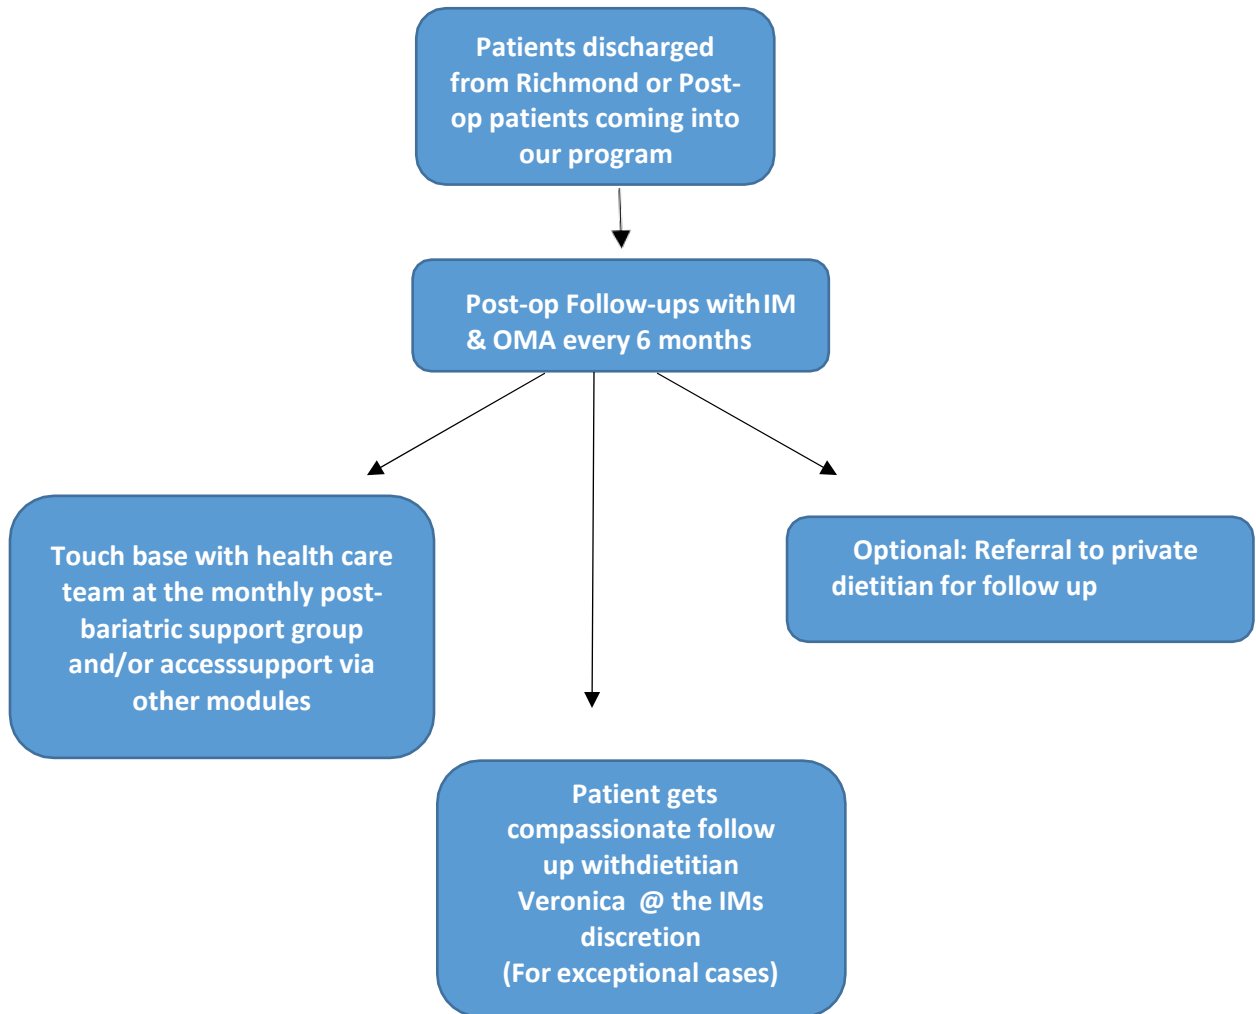 Patients discharged
from Richmond or Post-
op patients coming into
our program
Post-op Follow-ups withIM
& OMA every 6 months
Touch base with health care
team at the monthly post-
bariatric support group
and/or accesssupport via
other modules
Optional: Referral to private
dietitian for follow up
Patient gets
compassionate follow
up withdietitian
Veronica @ the IMs
discretion
(For exceptional cases)